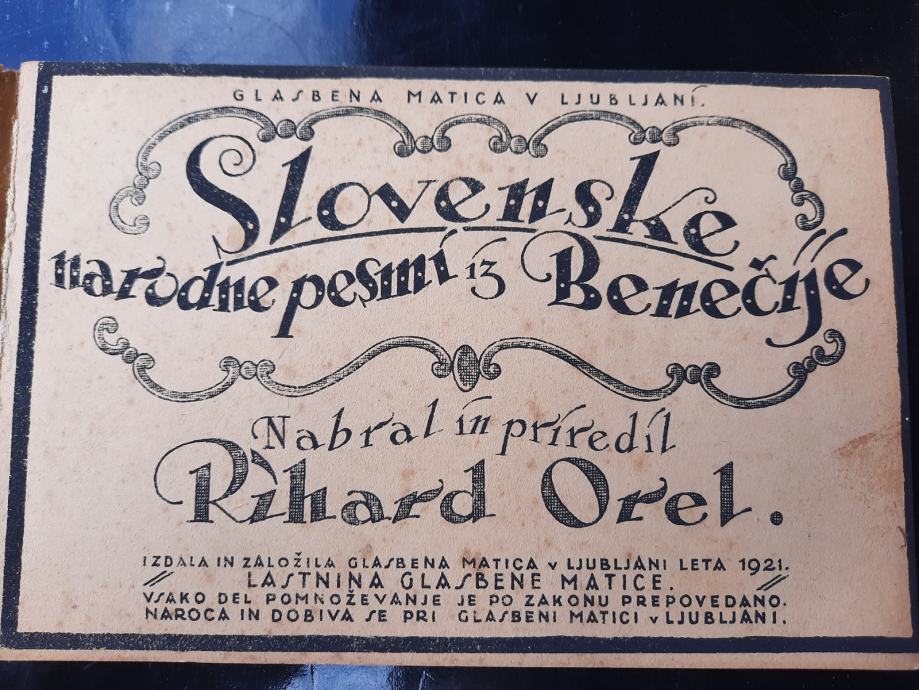 GLASBENA MATICA V LJUBLJANI.
Slovenske
narodne pesmi iz Benečije
Nabral in priredil
Rihard Orel.
IZDALA IN ZALOŽILA GLASBENA MATICA V LJUBLJANI LETA 1921.
LASTNINA GLASBENE MATICE.
VSAKO DEL POMNOŽEVANJE JE PO ZAKONU PREPOVEDANO.
NAROCA IN DOBIVA SE PRI GLASBENI MATICI V LJUBLJANI.